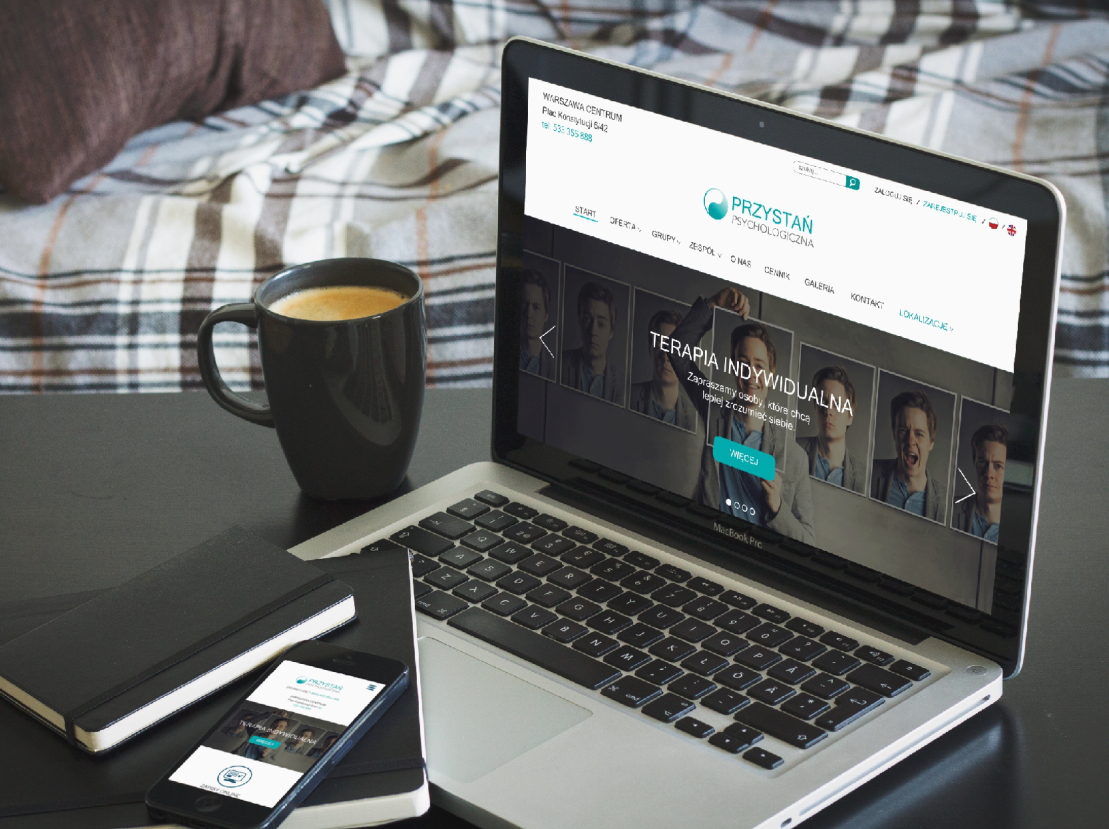 WARSZAWA CENTRUM
Plac Konstytucji 6/42
tel. 533 355 888
szukaj...
ZALOGUJ SIĘ / ZAREJESTRUJ SIĘ /
PRZYSTAŃ
PSYCHOLOGICZNA
START
OFERTA
GRUPY
ZESPÓŁ
O NAS
CENNIK
GALERIA
KONTAKT
LOKALIZACJE
TERAPIA INDYWIDUALNA
Zapraszamy osoby, które chcą
lepiej zrozumieć siebie.
WIĘCEJ
MacBook Pro
PRZYSTAŃ
PSYCHOLOGICZNA
TERAPIA INDYWIDUALNA
WIĘCEJ